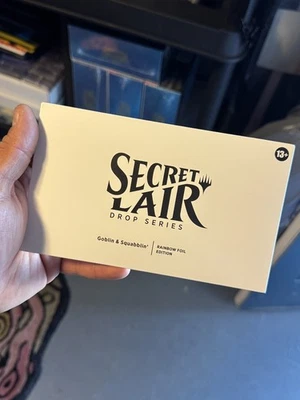 13+
SECRET
LAIR
DROP SERIES
Goblin & Squabblin'
RAINBOW FOIL
EDITION